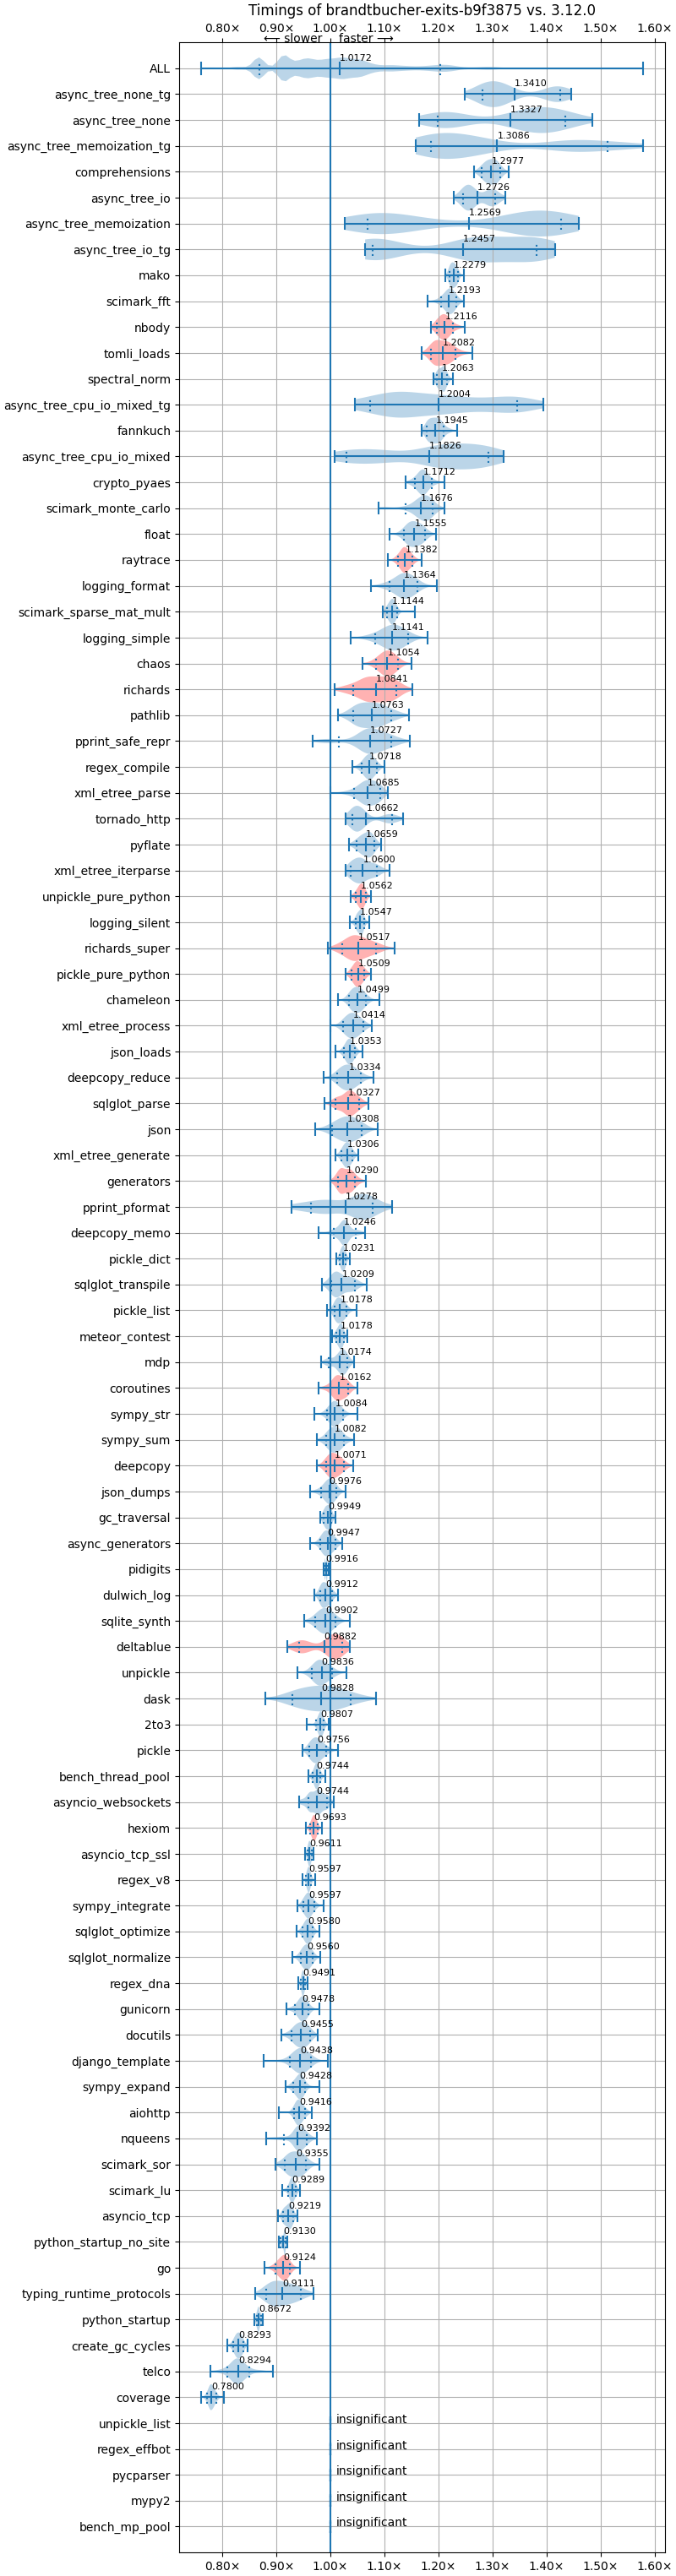 Timings of brandtbucher-exits-b9f3875 vs. 3.12.0
0.80× 0.90× 1.00× 1.10× 1.20× 1.30× 1.40× 1.50× 1.60×
⟵ slower faster ⟶
ALL 1.0172
async_tree_none_tg 1.3410
async_tree_none 1.3327
async_tree_memoization_tg 1.3086
comprehensions 1.2977
async_tree_io 1.2726
async_tree_memoization 1.2569
async_tree_io_tg 1.2457
mako 1.2279
scimark_fft 1.2193
nbody 1.2116
tomli_loads 1.2082
spectral_norm 1.2063
async_tree_cpu_io_mixed_tg 1.2004
fannkuch 1.1945
async_tree_cpu_io_mixed 1.1826
crypto_pyaes 1.1712
scimark_monte_carlo 1.1676
float 1.1555
raytrace 1.1382
logging_format 1.1364
scimark_sparse_mat_mult 1.1144
logging_simple 1.1141
chaos 1.1054
richards 1.0841
pathlib 1.0763
pprint_safe_repr 1.0727
regex_compile 1.0718
xml_etree_parse 1.0685
tornado_http 1.0662
pyflate 1.0659
xml_etree_iterparse 1.0600
unpickle_pure_python 1.0562
logging_silent 1.0547
richards_super 1.0517
pickle_pure_python 1.0509
chameleon 1.0499
xml_etree_process 1.0414
json_loads 1.0353
deepcopy_reduce 1.0334
sqlglot_parse 1.0327
json 1.0308
xml_etree_generate 1.0306
generators 1.0290
pprint_pformat 1.0278
deepcopy_memo 1.0246
pickle_dict 1.0231
sqlglot_transpile 1.0209
pickle_list 1.0178
meteor_contest 1.0178
mdp 1.0174
coroutines 1.0162
sympy_str 1.0084
sympy_sum 1.0082
deepcopy 1.0071
json_dumps 0.9976
gc_traversal 0.9949
async_generators 0.9947
pidigits 0.9916
dulwich_log 0.9912
sqlite_synth 0.9902
deltablue 0.9882
unpickle 0.9836
dask 0.9828
2to3 0.9807
pickle 0.9756
bench_thread_pool 0.9744
asyncio_websockets 0.9744
hexiom 0.9693
asyncio_tcp_ssl 0.9611
regex_v8 0.9597
sympy_integrate 0.9597
sqlglot_optimize 0.9580
sqlglot_normalize 0.9560
regex_dna 0.9491
gunicorn 0.9473
docutils 0.9455
django_template 0.9438
sympy_expand 0.9428
aiohttp 0.9416
nqueens 0.9392
scimark_sor 0.9355
scimark_lu 0.9289
asyncio_tcp 0.9219
python_startup_no_site 0.9130
go 0.9124
typing_runtime_protocols 0.9111
python_startup 0.8672
create_gc_cycles 0.8293
telco 0.8294
coverage 0.7800
unpickle_list insignificant
regex_effbot insignificant
pycparser insignificant
mypy2 insignificant
bench_mp_pool insignificant
0.80× 0.90× 1.00× 1.10× 1.20× 1.30× 1.40× 1.50× 1.60×